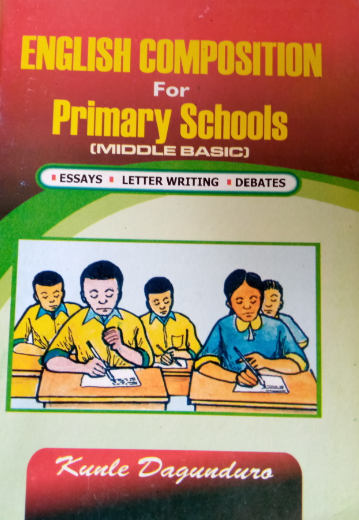 ENGLISH COMPOSITION
For
Primary Schools
(MIDDLE BASIC)
▪ ESSAYS ▪ LETTER WRITING ▪ DEBATES
Kunle Dagunduro